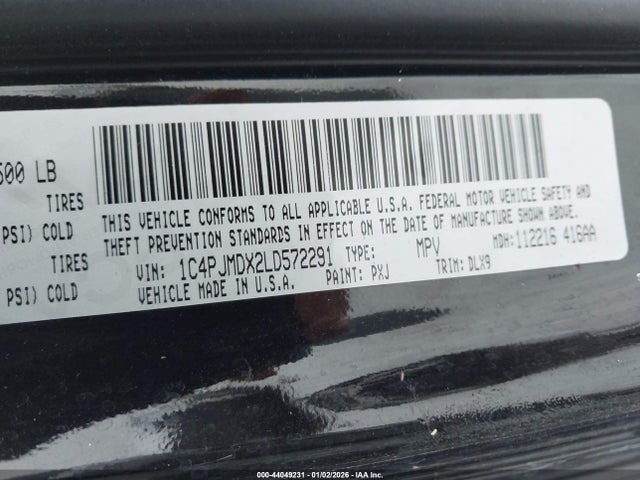 500 LB
TIRES
PSI) COLD
TIRES
PSI) COLD
THIS VEHICLE CONFORMS TO ALL APPLICABLE U.S.A. FEDERAL MOTOR VEHICLE SAFETY AND
THEFT PREVENTION STANDARDS IN EFFECT ON THE DATE OF MANUFACTURE SHOWN ABOVE.
VIN: 1C4PJMDX2LD572291 TYPE: MPV MDH: 112216 416AA
VEHICLE MADE IN U.S.A. PAINT: PXJ TRIM: DLX9
000-44049231 - 01/02/2026 - IAA Inc.